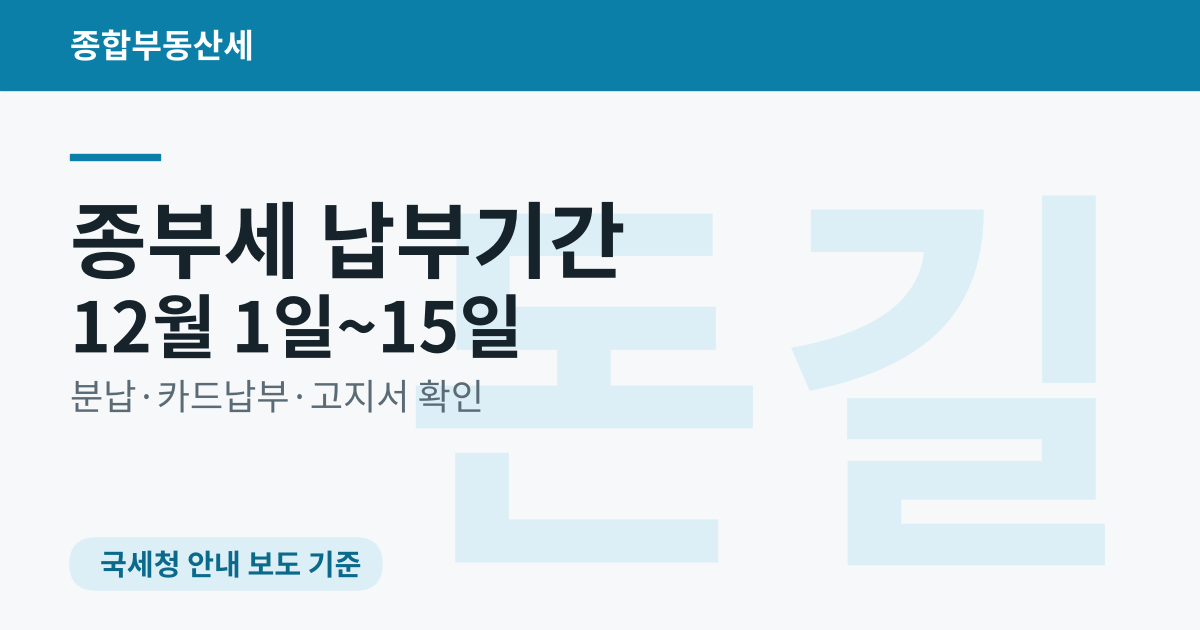 종합부동산세
종부세 납부기간
12월 1일~15일
분납·카드납부·고지서 확인
돈길
국세청 안내 보도 기준